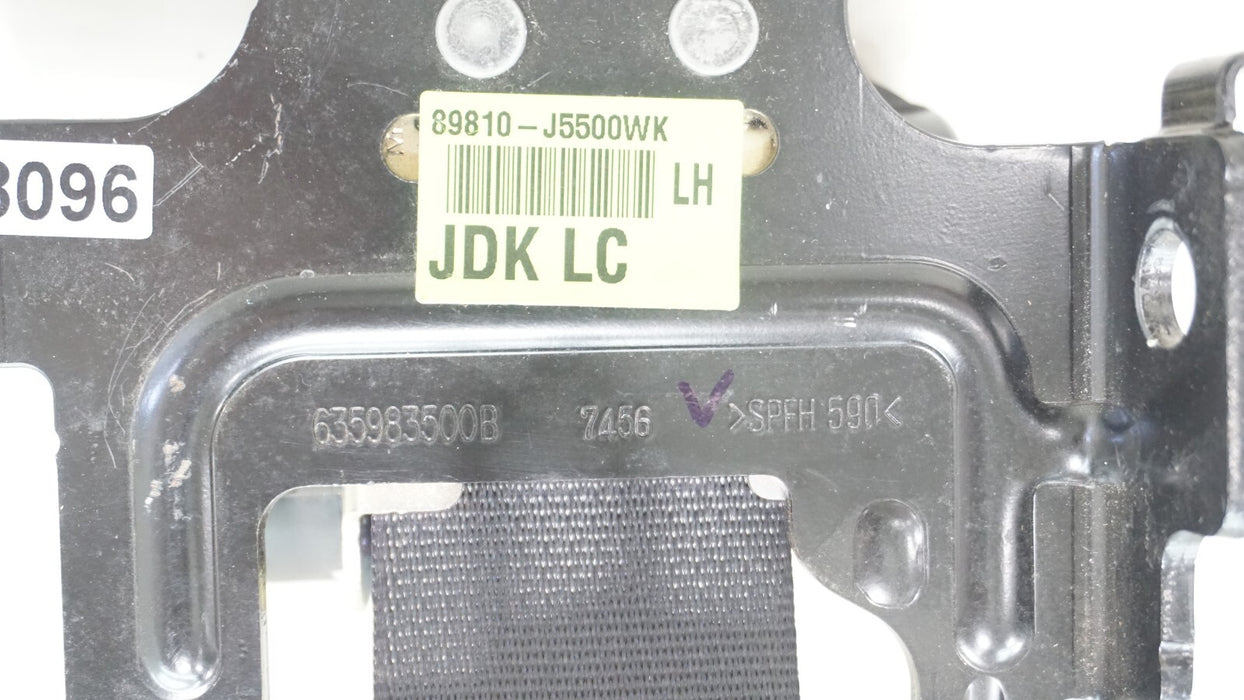 89810-J5500WK
LH
JDK LC
3096
635983500B 7456 >SPFH 590<